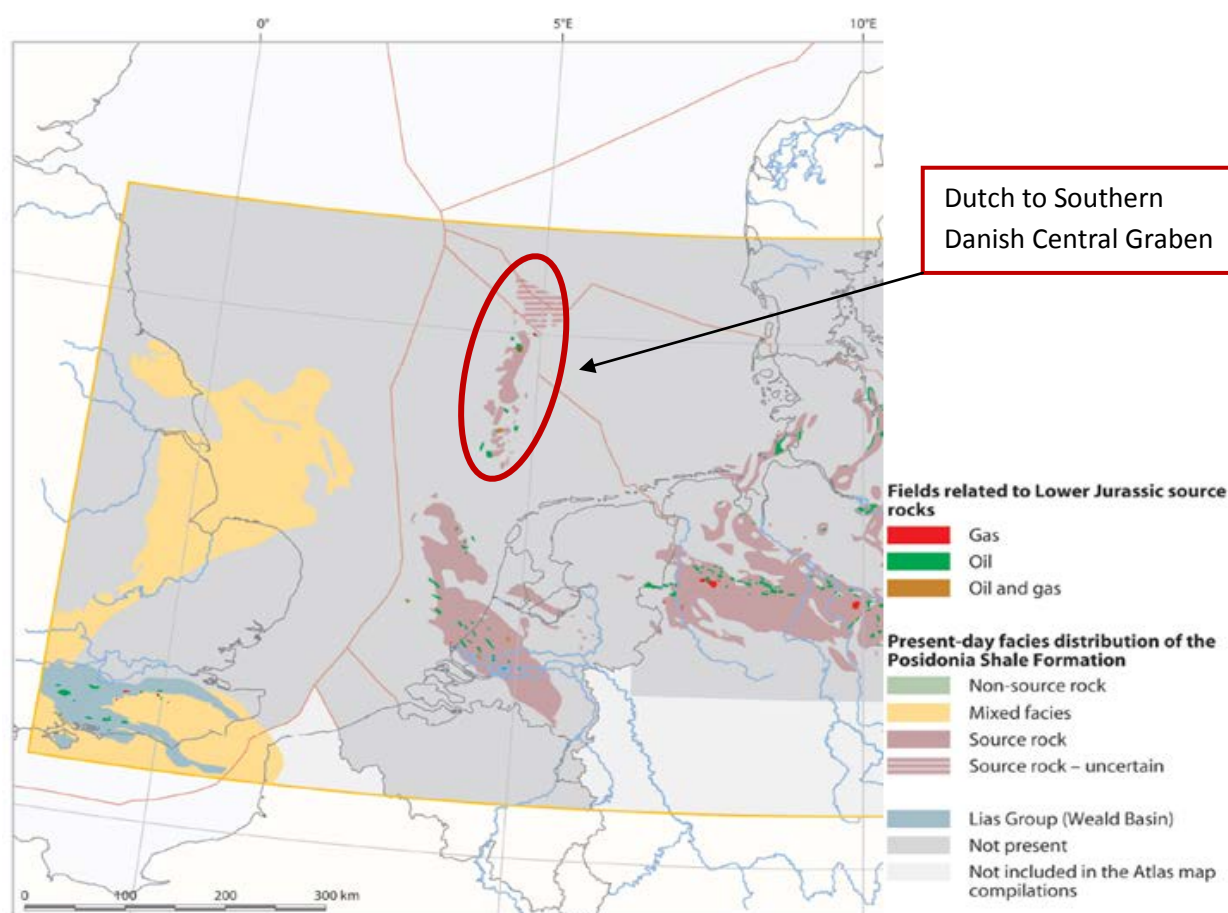 0°
5°E
10°E
Dutch to Southern
Danish Central Graben
Fields related to Lower Jurassic source
rocks
Gas
Oil
Oil and gas
Present-day facies distribution of the
Posidonia Shale Formation
Non-source rock
Mixed facies
Source rock
Source rock – uncertain
Lias Group (Weald Basin)
Not present
Not included in the Atlas map
compilations
0 100 200 300 km